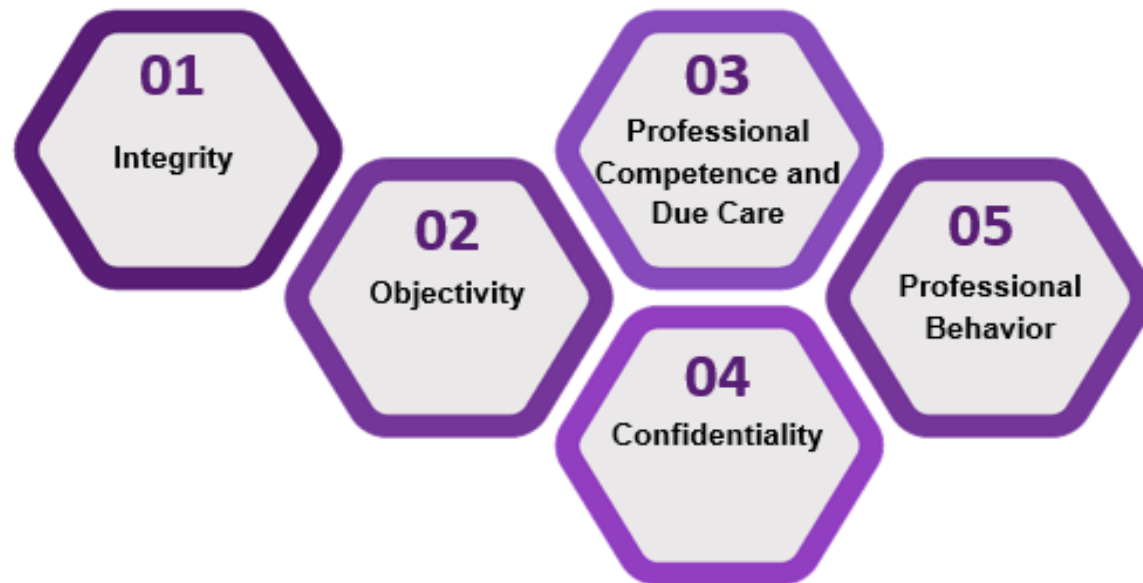 01
Integrity
02
Objectivity
03
Professional
Competence and
Due Care
04
Confidentiality
05
Professional
Behavior